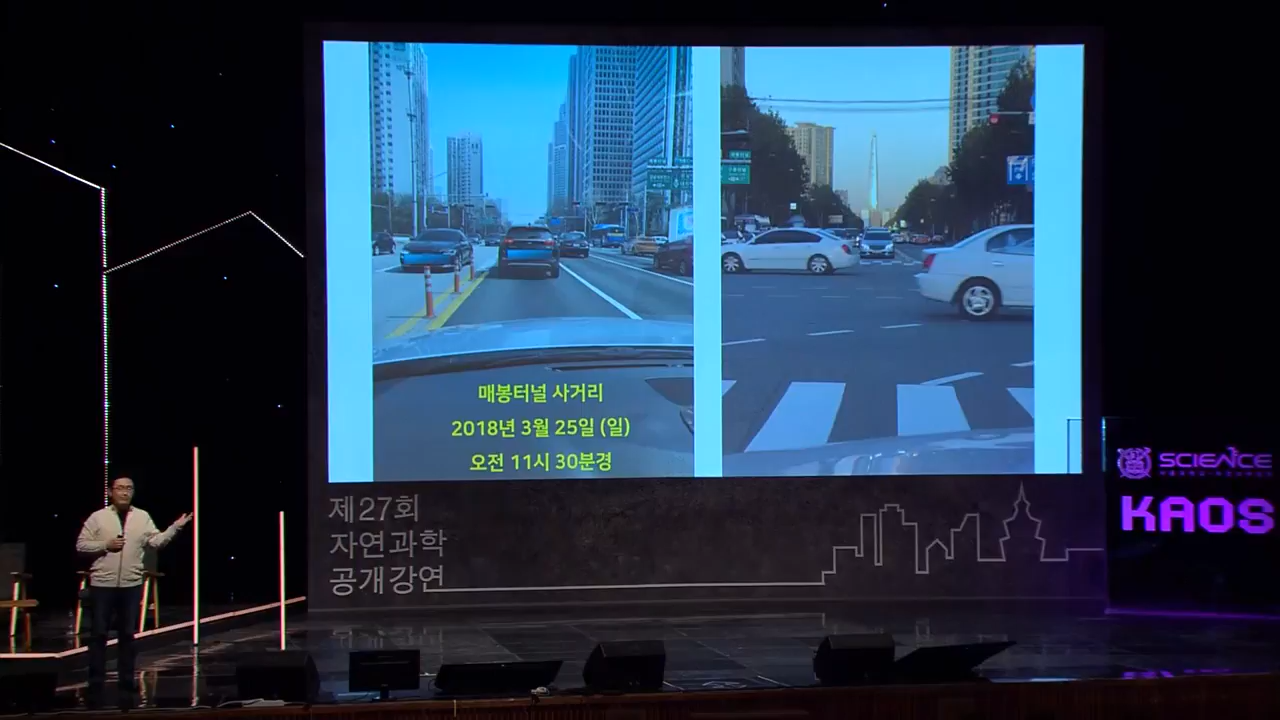 매봉터널 사거리
2018년 3월 25일 (일)
오전 11시 30분경
제27회
자연과학
공개강연
SCIENCE
KAOS